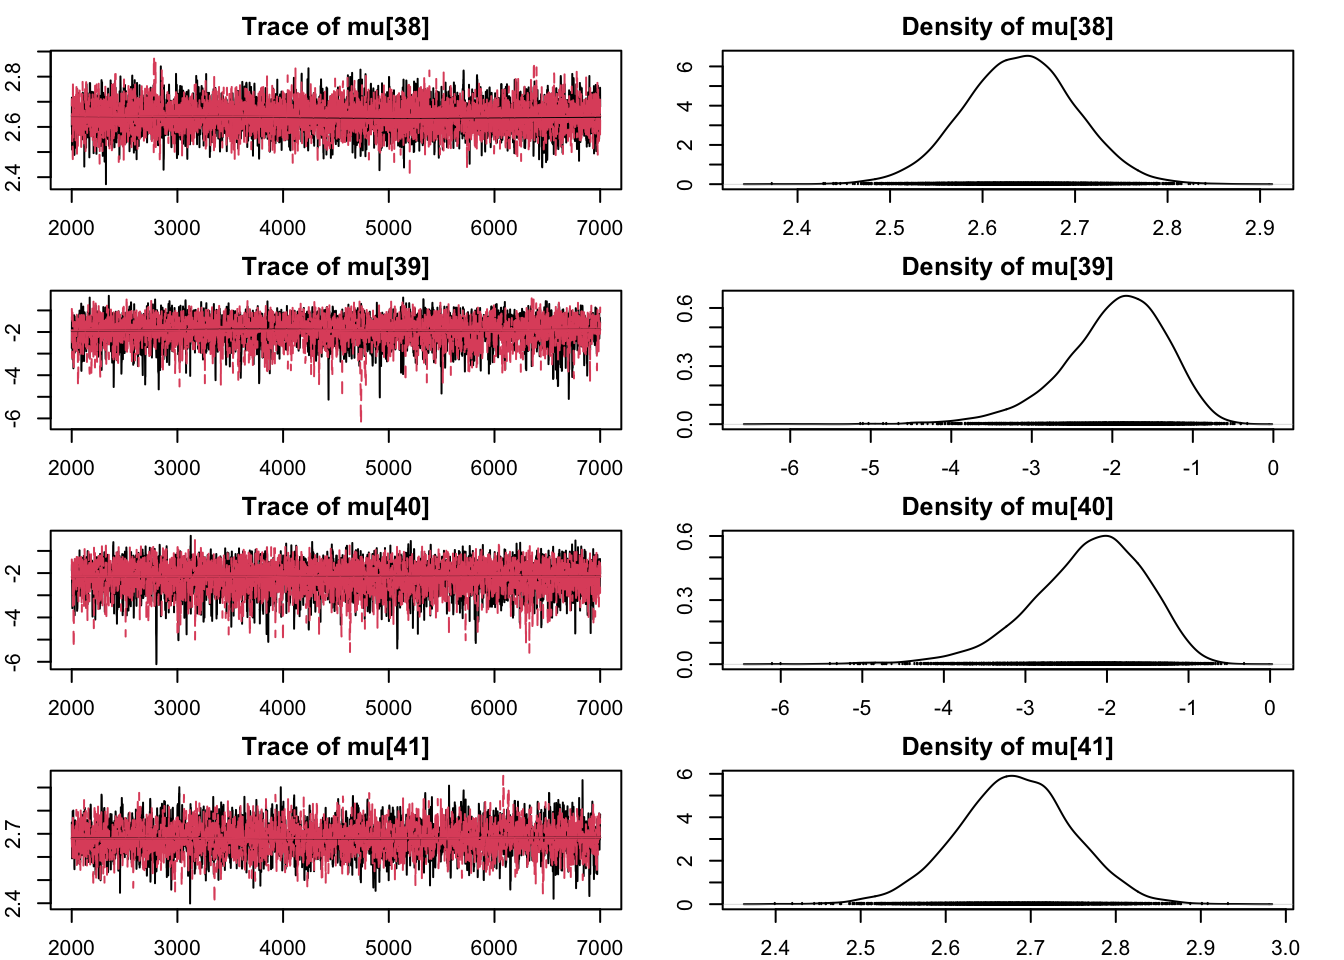 Trace of mu[38]
2.4 2.6 2.8
2000 3000 4000 5000 6000 7000
Density of mu[38]
0 2 4 6
2.4 2.5 2.6 2.7 2.8 2.9
Trace of mu[39]
-6 -4 -2
2000 3000 4000 5000 6000 7000
Density of mu[39]
0.0 0.3 0.6
-6 -5 -4 -3 -2 -1 0
Trace of mu[40]
-6 -4 -2
2000 3000 4000 5000 6000 7000
Density of mu[40]
0.0 0.3 0.6
-6 -5 -4 -3 -2 -1 0
Trace of mu[41]
2.4 2.7
2000 3000 4000 5000 6000 7000
Density of mu[41]
0 2 4 6
2.4 2.5 2.6 2.7 2.8 2.9 3.0